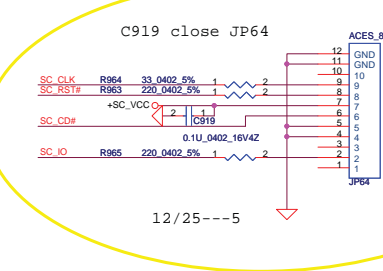 C919 close JP64
ACES_8
12 GND
11 GND
10 10
9 9
8 8
7 7
6 6
5 5
4 4
3 3
2 2
1 1
JP64
SC_CLK R964 33_0402_5% 1 2
SC_RST# R963 220_0402_5% 1 2
+SC_VCC
2 1
SC_CD# C919
0.1U_0402_16V4Z
SC_IO R965 220_0402_5% 1 2
12/25---5